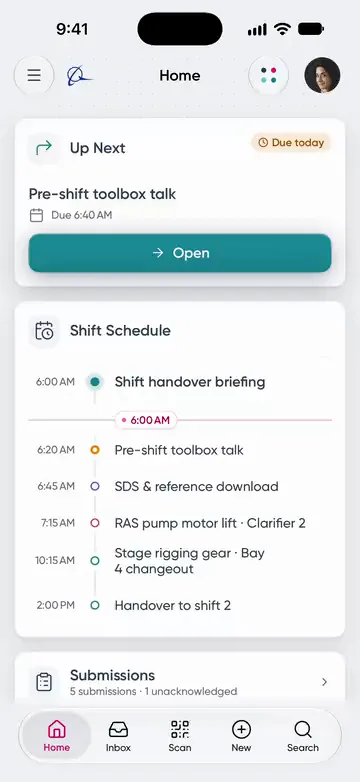 9:41
Home
Up Next
Due today
Pre-shift toolbox talk
Due 6:40 AM
Open
Shift Schedule
6:00 AM Shift handover briefing
6:00 AM
6:20 AM Pre-shift toolbox talk
6:45 AM SDS & reference download
7:15 AM RAS pump motor lift · Clarifier 2
10:15 AM Stage rigging gear · Bay
4 changeout
2:00 PM Handover to shift 2
Submissions
5 submissions · 1 unacknowledged
Home Inbox Scan New Search